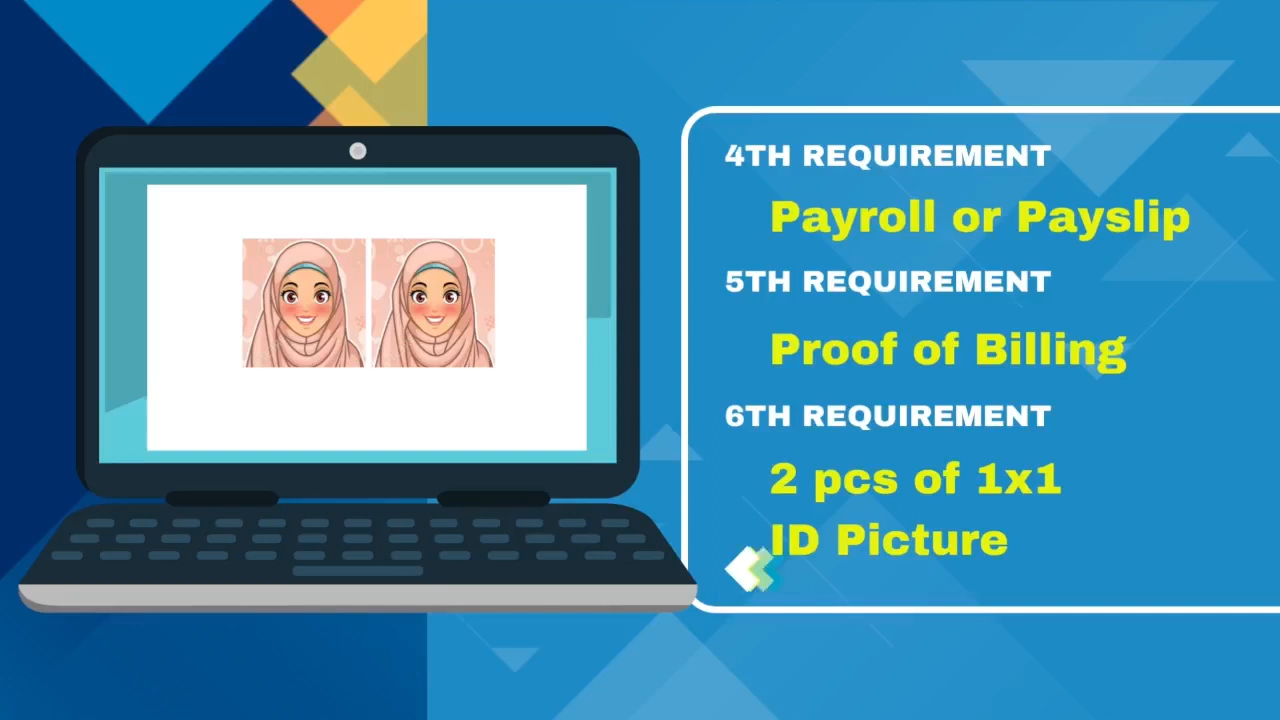 4TH REQUIREMENT
Payroll or Payslip
5TH REQUIREMENT
Proof of Billing
6TH REQUIREMENT
2 pcs of 1x1
ID Picture